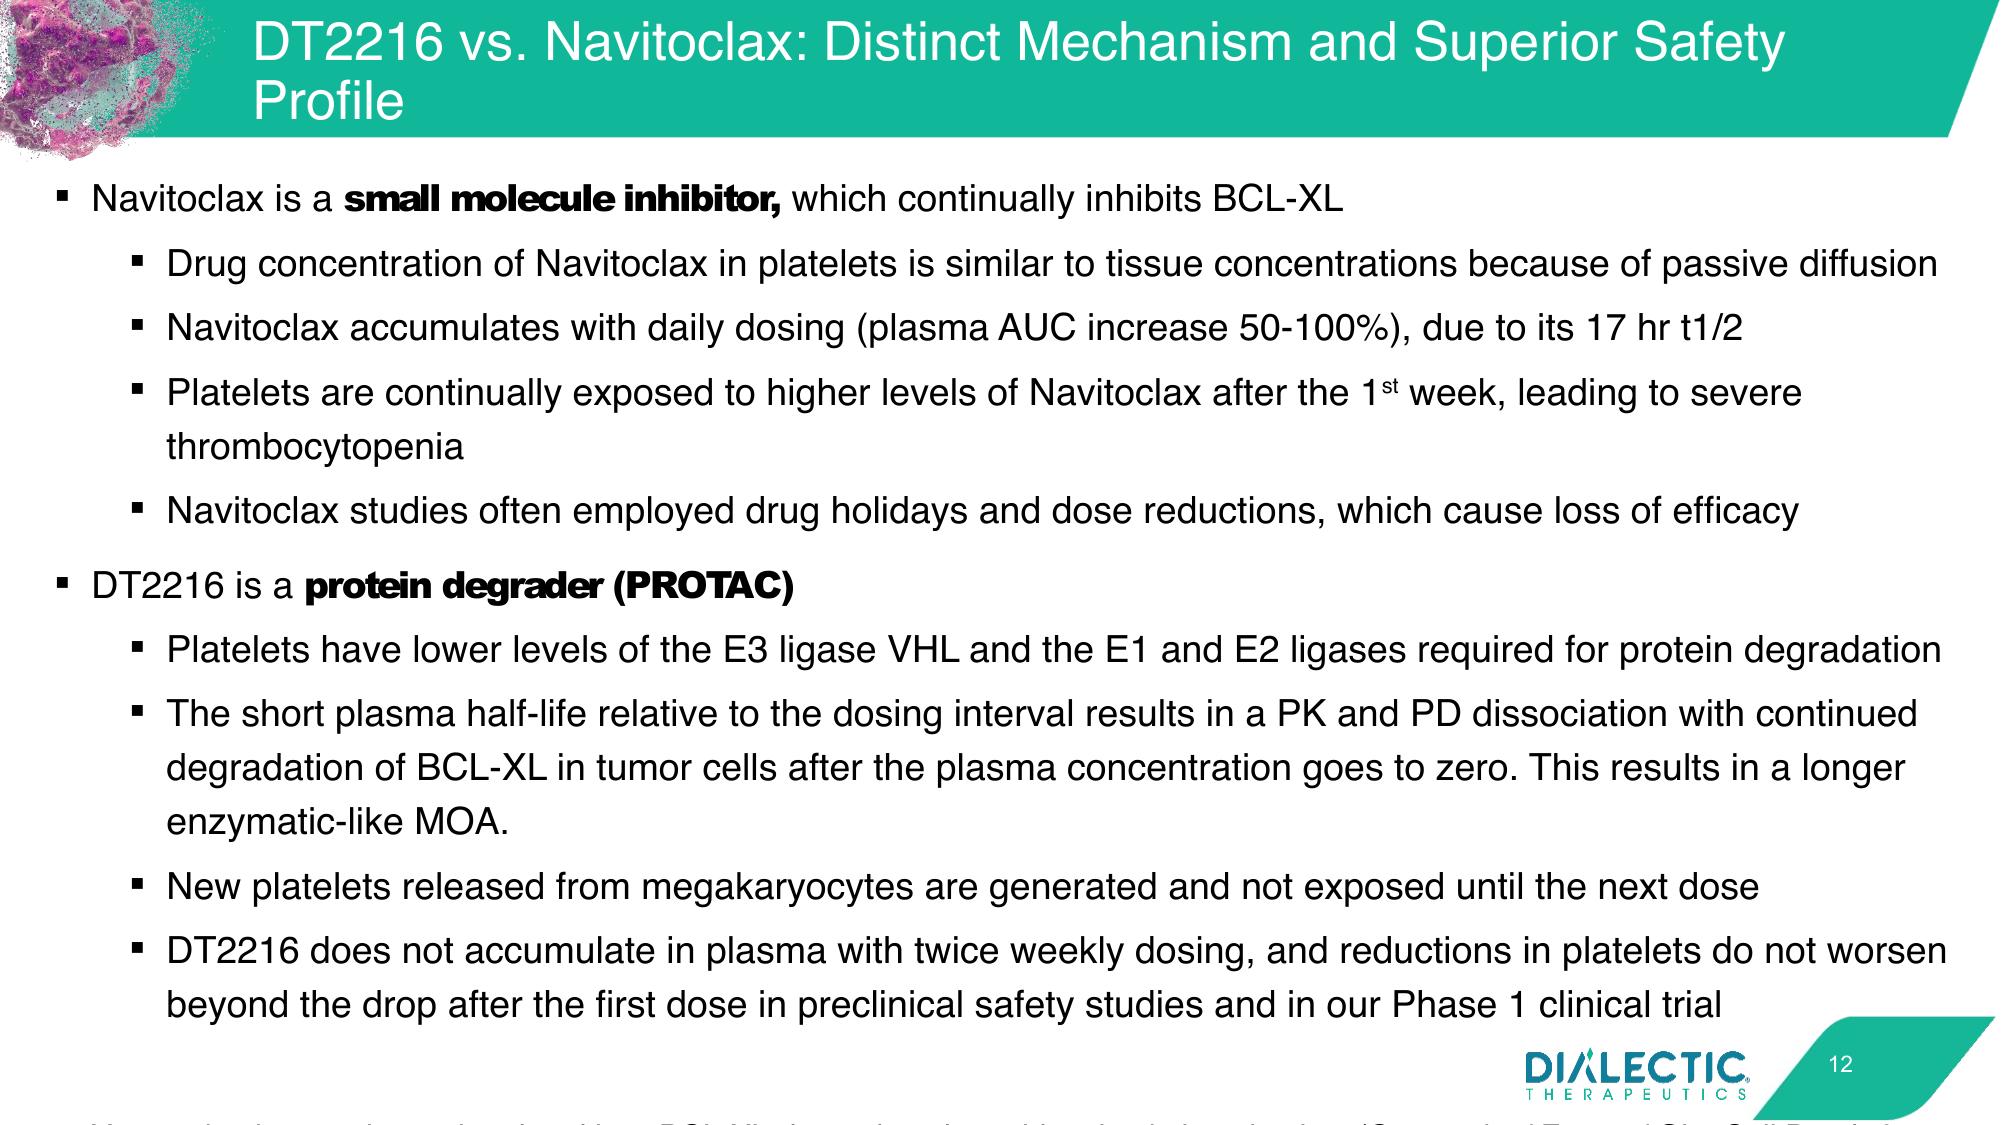 DT2216 vs. Navitoclax: Distinct Mechanism and Superior Safety
Profile
▪ Navitoclax is a small molecule inhibitor, which continually inhibits BCL-XL
▪ Drug concentration of Navitoclax in platelets is similar to tissue concentrations because of passive diffusion
▪ Navitoclax accumulates with daily dosing (plasma AUC increase 50-100%), due to its 17 hr t1/2
▪ Platelets are continually exposed to higher levels of Navitoclax after the 1st week, leading to severe
thrombocytopenia
▪ Navitoclax studies often employed drug holidays and dose reductions, which cause loss of efficacy
▪ DT2216 is a protein degrader (PROTAC)
▪ Platelets have lower levels of the E3 ligase VHL and the E1 and E2 ligases required for protein degradation
▪ The short plasma half-life relative to the dosing interval results in a PK and PD dissociation with continued
degradation of BCL-XL in tumor cells after the plasma concentration goes to zero. This results in a longer
enzymatic-like MOA.
▪ New platelets released from megakaryocytes are generated and not exposed until the next dose
▪ DT2216 does not accumulate in plasma with twice weekly dosing, and reductions in platelets do not worsen
beyond the drop after the first dose in preclinical safety studies and in our Phase 1 clinical trial
DIALECTIC
THERAPEUTICS
12